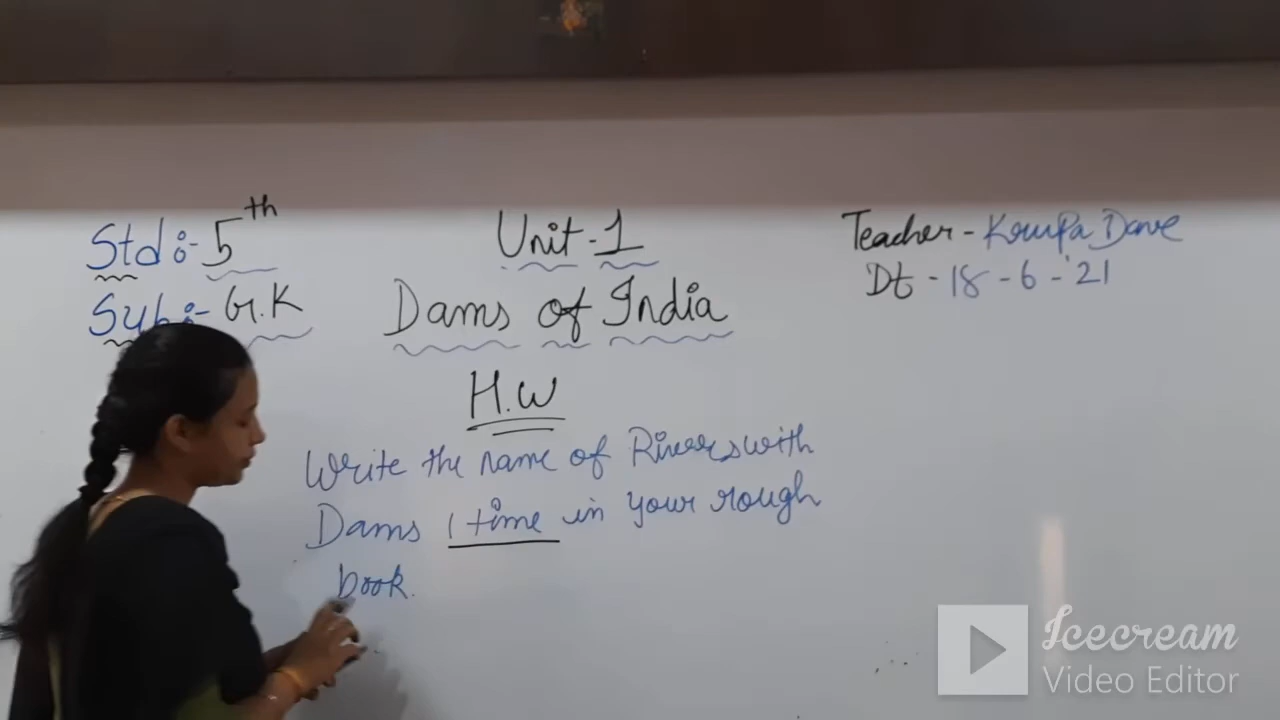 Std:- 5th
Unit-1
Teacher - Krupa Dave
Sub:- G.K
Dams of India
Dt - 18-6-'21
H.W
Write the name of Rivers with
Dams 1 time in your rough
book.
Icecream
Video Editor